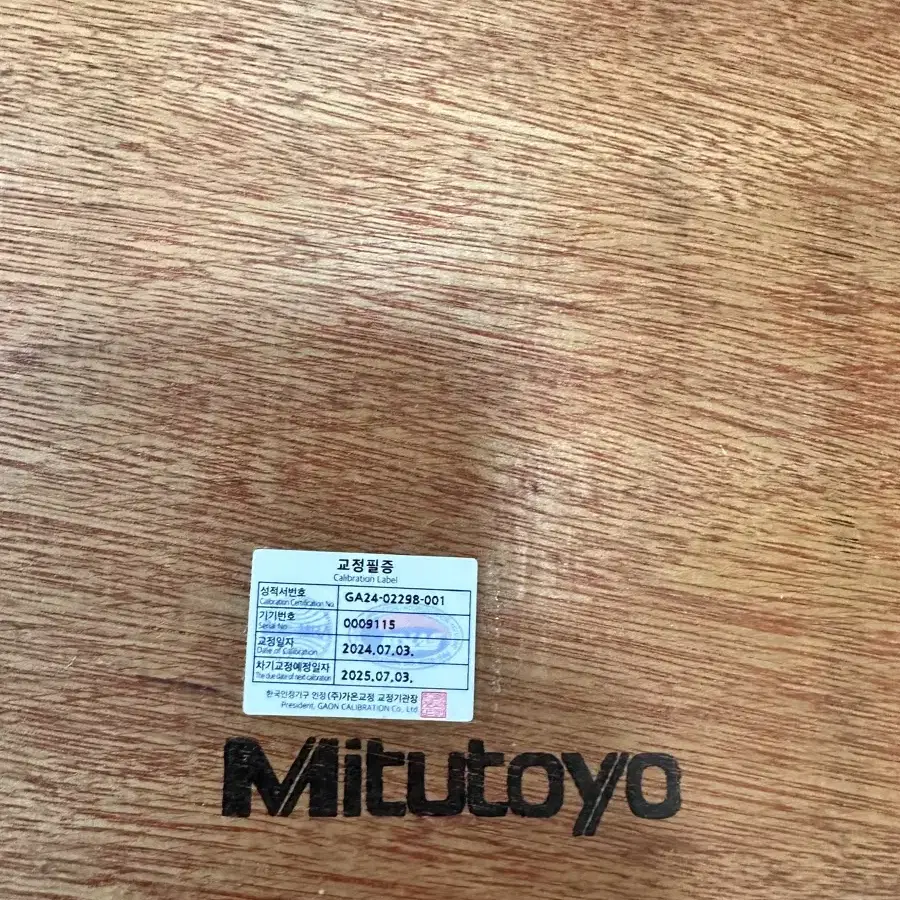 교정필증
Calibration Label
성적서번호 GA24-02298-001
Calibration Certification No
기기번호 0009115
Serial No
교정일자 2024.07.03.
Date of Calibration
차기교정예정일자 2025.07.03.
The due date of next calibration
한국인정기구 인정 (주)가온교정 교정기관장
President, GAON CALIBRATION Co., Ltd
Mitutoyo